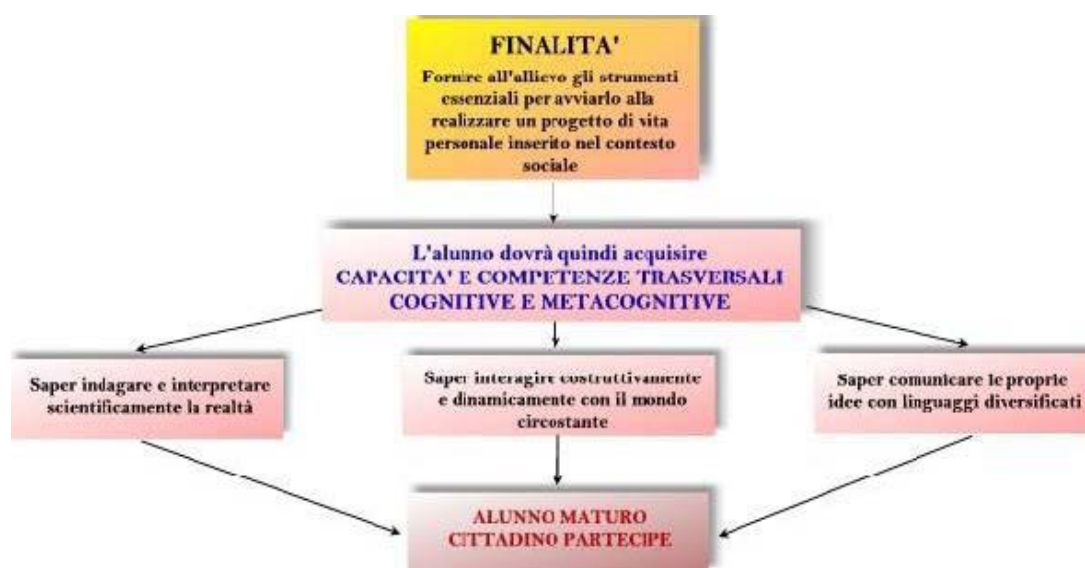 FINALITA'
Fornire all'allievo gli strumenti
essenziali per avviarlo alla
realizzare un progetto di vita
personale inserito nel contesto
sociale
L'alunno dovrà quindi acquisire
CAPACITA' E COMPETENZE TRASVERSALI
COGNITIVE E METACOGNITIVE
Saper indagare e interpretare
scientificamente la realtà
Saper interagire costruttivamente
e dinamicamente con il mondo
circostante
Saper comunicare le proprie
idee con linguaggi diversificati
ALUNNO MATURO
CITTADINO PARTECIPE